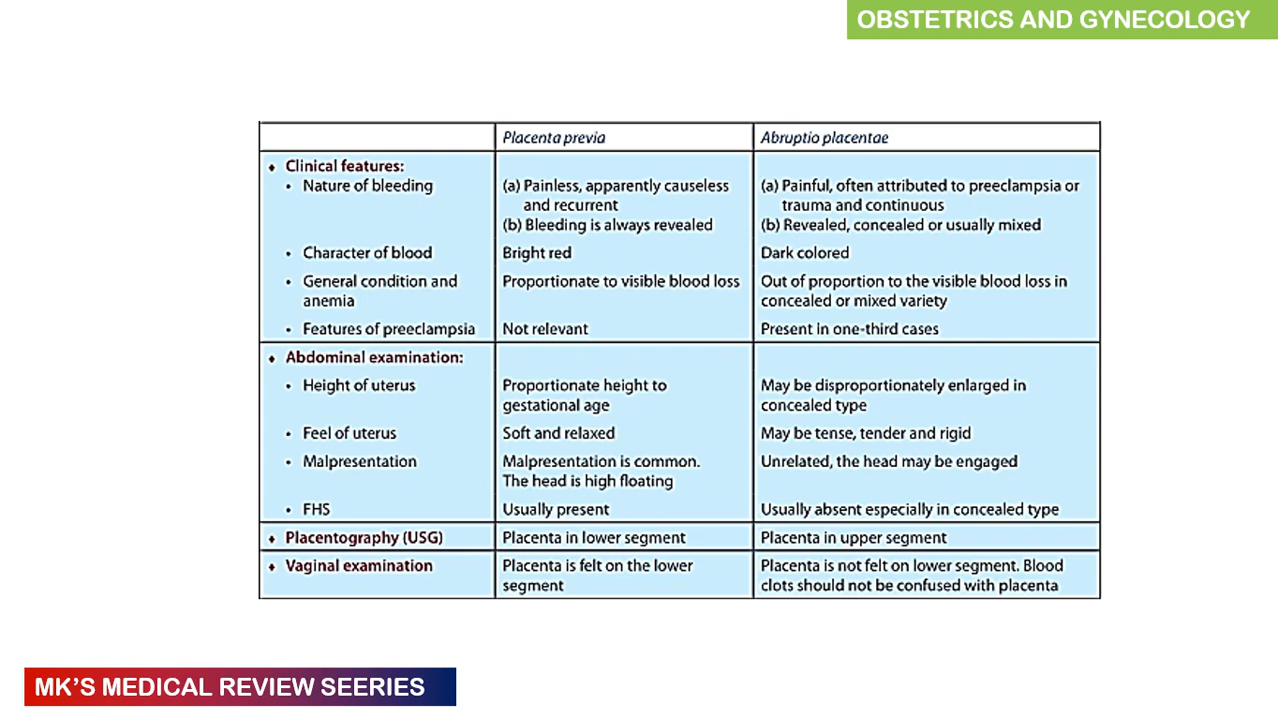 OBSTETRICS AND GYNECOLOGY
Placenta previa Abruptio placentae
♦ Clinical features:
• Nature of bleeding (a) Painless, apparently causeless (a) Painful, often attributed to preeclampsia or
and recurrent trauma and continuous
(b) Bleeding is always revealed (b) Revealed, concealed or usually mixed
• Character of blood Bright red Dark colored
• General condition and Proportionate to visible blood loss Out of proportion to the visible blood loss in
anemia concealed or mixed variety
• Features of preeclampsia Not relevant Present in one-third cases
♦ Abdominal examination:
• Height of uterus Proportionate height to May be disproportionately enlarged in
gestational age concealed type
• Feel of uterus Soft and relaxed May be tense, tender and rigid
• Malpresentation Malpresentation is common. Unrelated, the head may be engaged
The head is high floating
• FHS Usually present Usually absent especially in concealed type
♦ Placentography (USG) Placenta in lower segment Placenta in upper segment
♦ Vaginal examination Placenta is felt on the lower Placenta is not felt on lower segment. Blood
segment clots should not be confused with placenta
MK'S MEDICAL REVIEW SEERIES